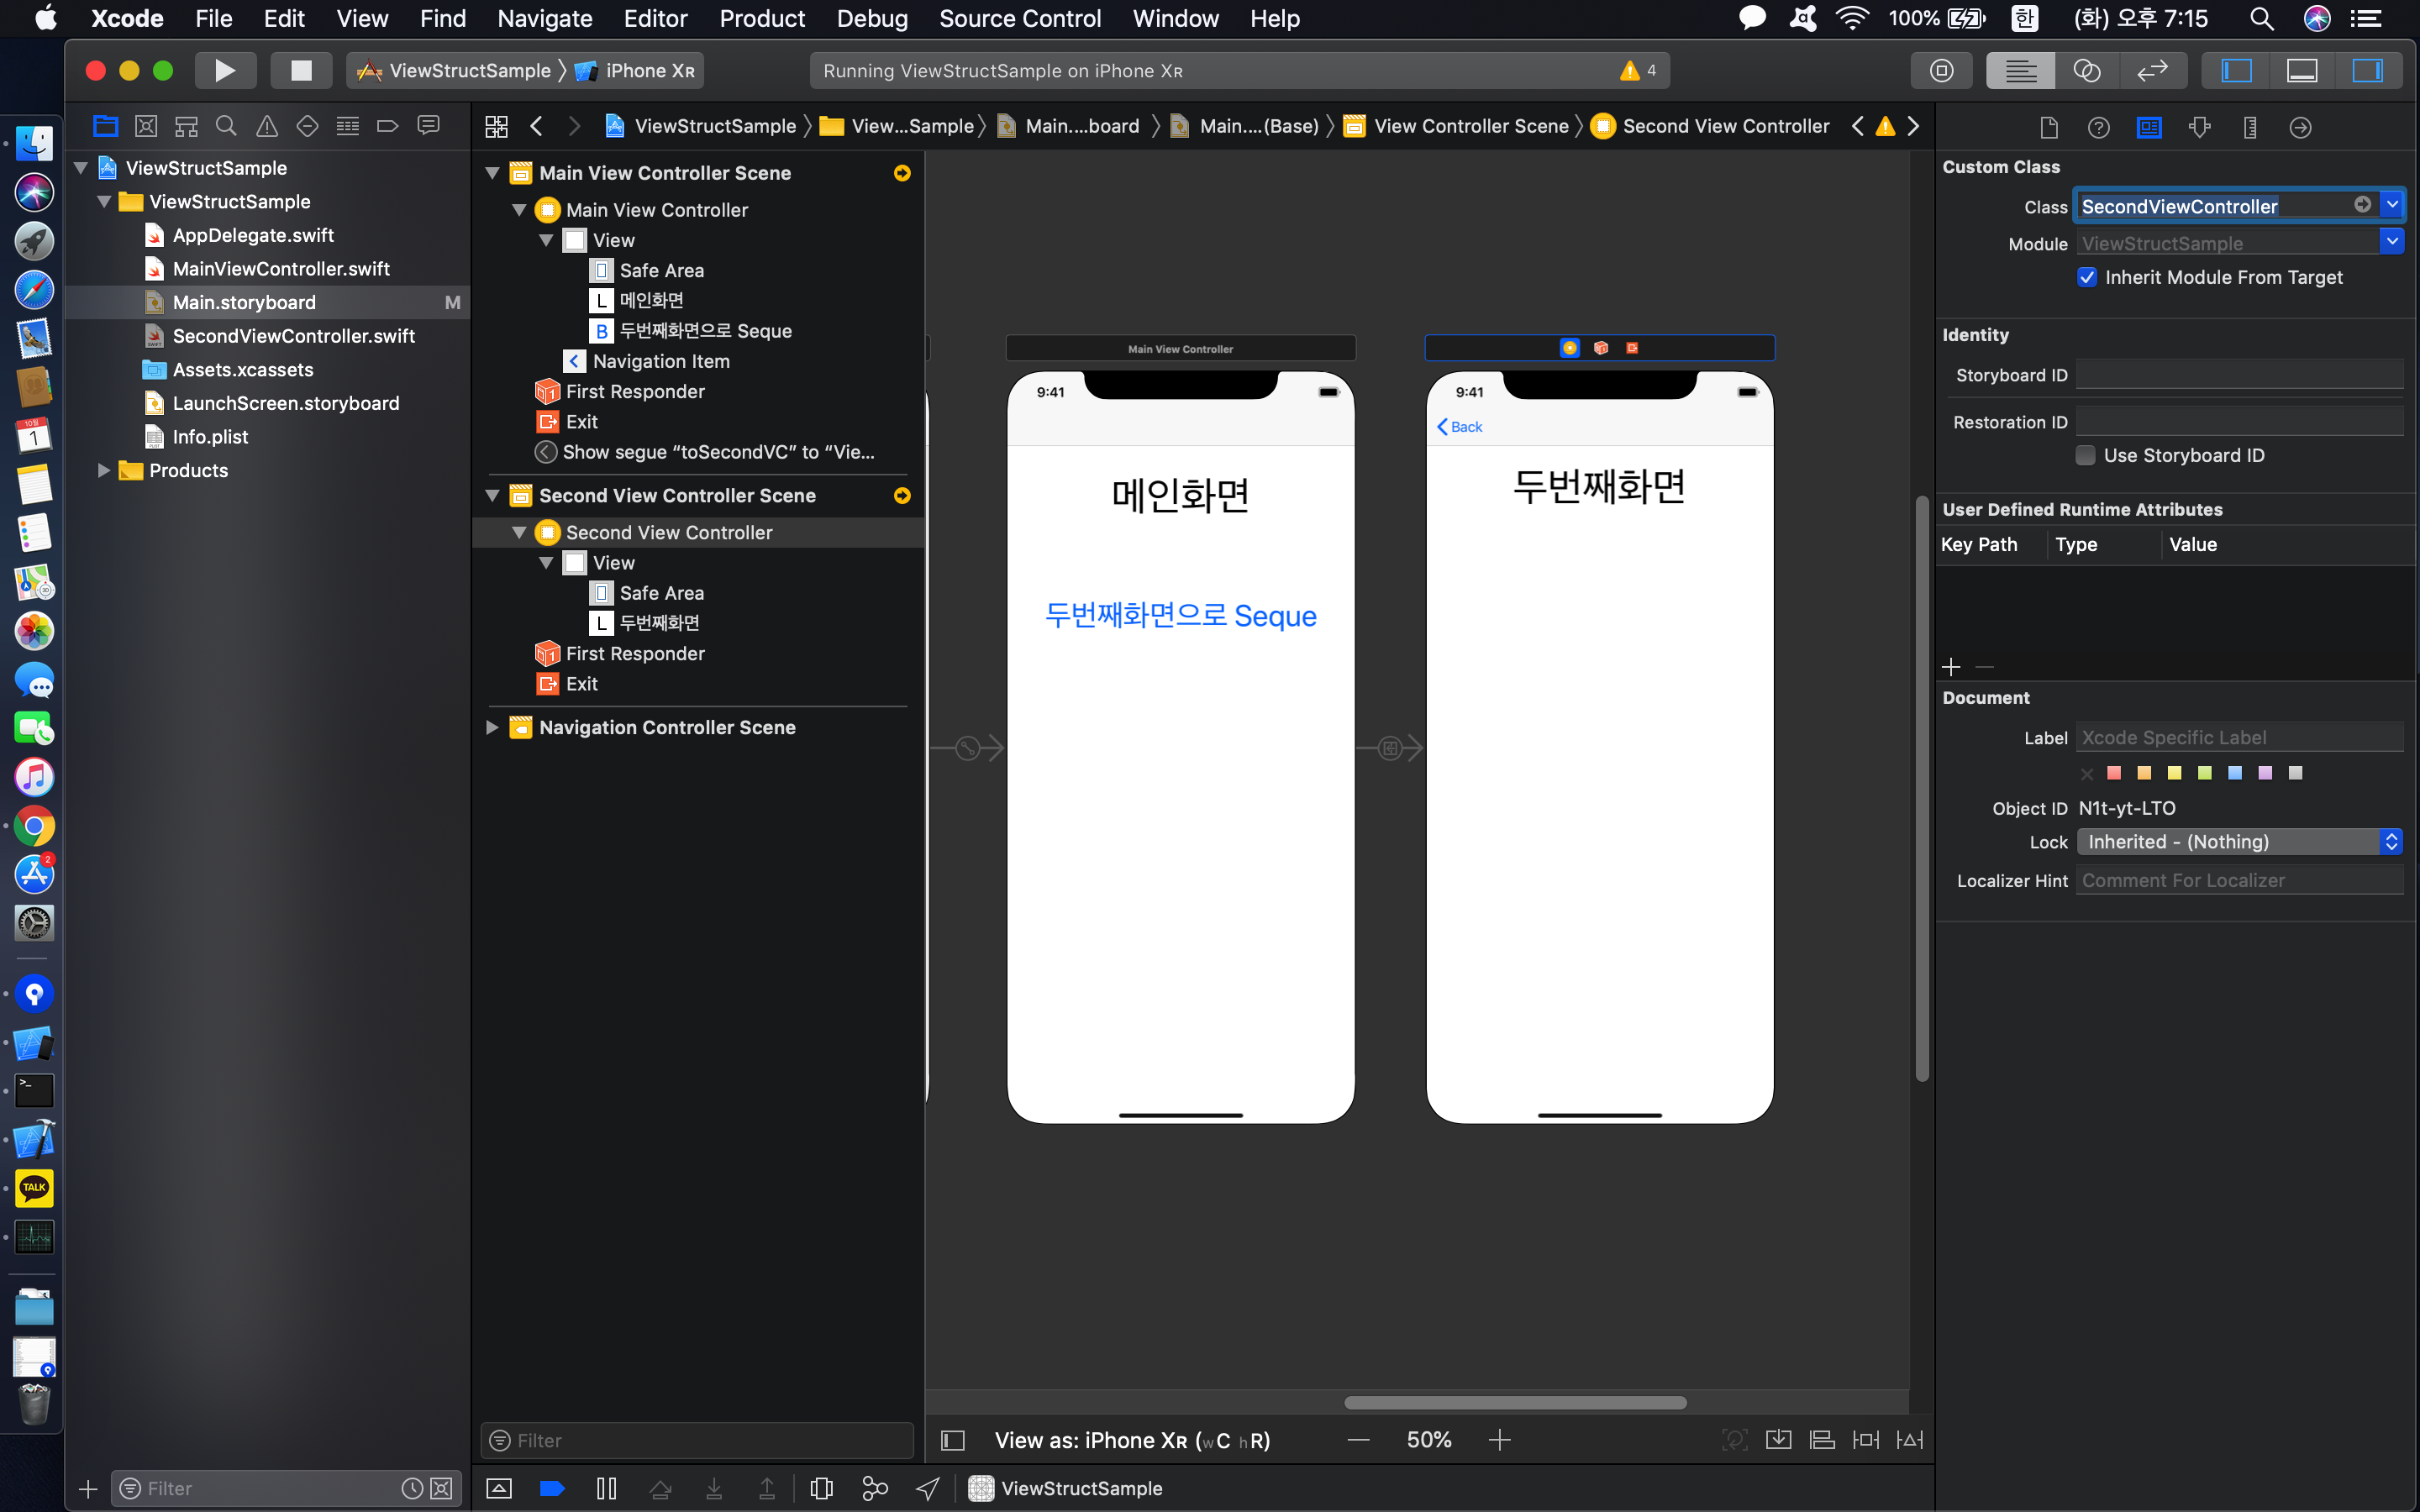 Xcode File Edit View Find Navigate Editor Product Debug Source Control Window Help 100% 한 (화) 오후 7:15
ViewStructSample iPhone XR Running ViewStructSample on iPhone XR 4
ViewStructSample View...Sample Main....board Main....(Base) View Controller Scene Second View Controller
ViewStructSample
ViewStructSample
AppDelegate.swift
MainViewController.swift
Main.storyboard M
SecondViewController.swift
Assets.xcassets
LaunchScreen.storyboard
Info.plist
Products
Filter
Main View Controller Scene
Main View Controller
View
Safe Area
L 메인화면
B 두번째화면으로 Seque
Navigation Item
First Responder
Exit
Show segue “toSecondVC” to “Vie...
Second View Controller Scene
Second View Controller
View
Safe Area
L 두번째화면
First Responder
Exit
Navigation Controller Scene
Filter
Main View Controller
9:41
메인화면
두번째화면으로 Seque
9:41
Back
두번째화면
View as: iPhone XR (wC hR) 50%
ViewStructSample
Custom Class
Class SecondViewController
Module ViewStructSample
Inherit Module From Target
Identity
Storyboard ID
Restoration ID
Use Storyboard ID
User Defined Runtime Attributes
Key Path Type Value
Document
Label Xcode Specific Label
Object ID N1t-yt-LTO
Lock Inherited - (Nothing)
Localizer Hint Comment For Localizer
10월
1
2
TALK